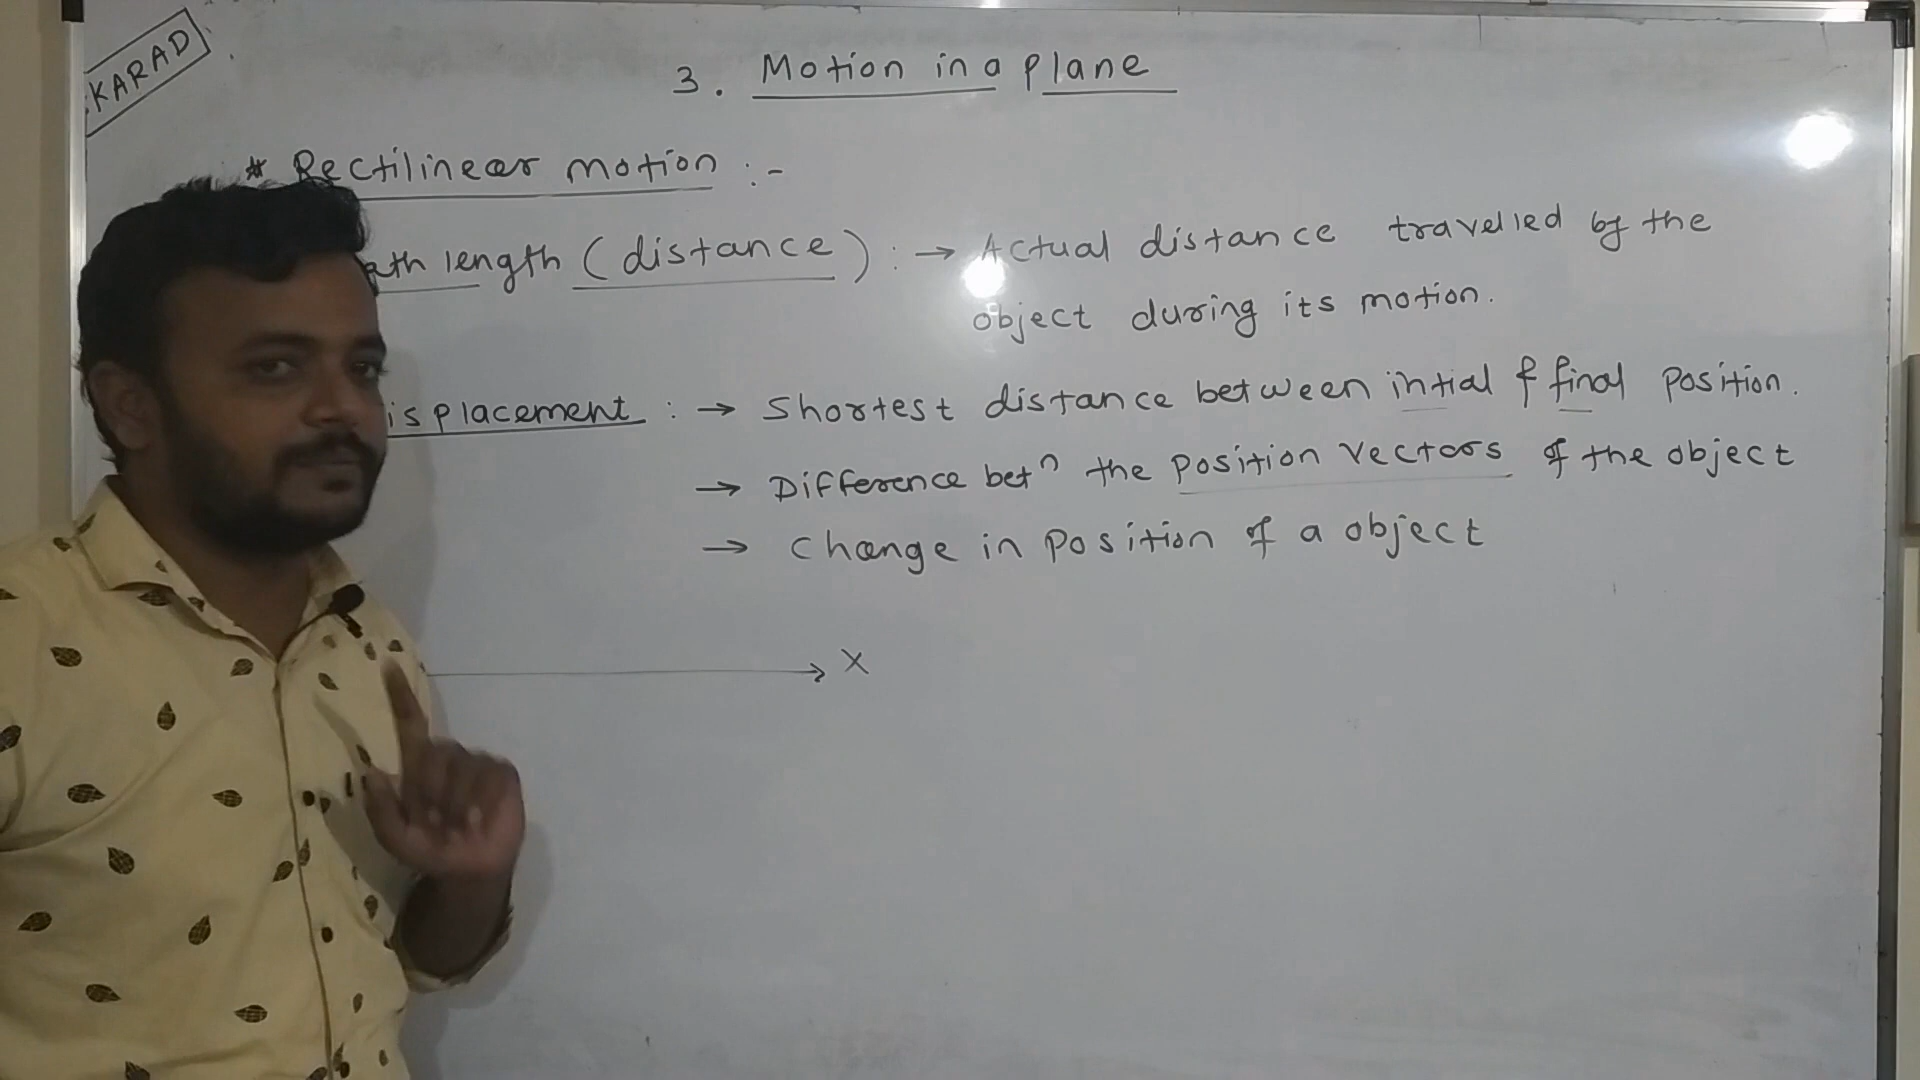 KARAD
3. Motion in a plane
* Rectilinear motion :-
ath length (distance) : → Actual distance travelled by the
object during its motion.
isplacement : → Shortest distance between intial & final position.
→ Difference betⁿ the position vectors of the object
→ Change in position of a object
X